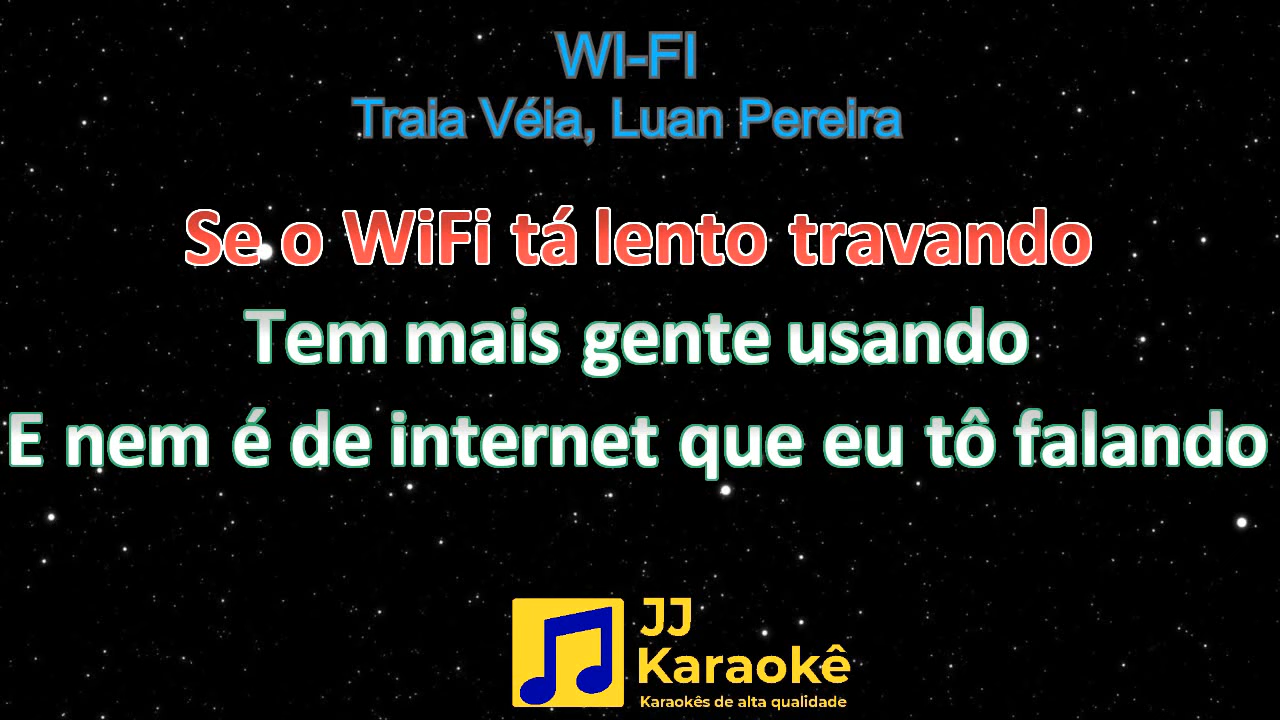 WI-FI
Traia Véia, Luan Pereira
Se o WiFi tá lento travando
Tem mais gente usando
E nem é de internet que eu tô falando
JJ
Karaokê
Karaokês de alta qualidade